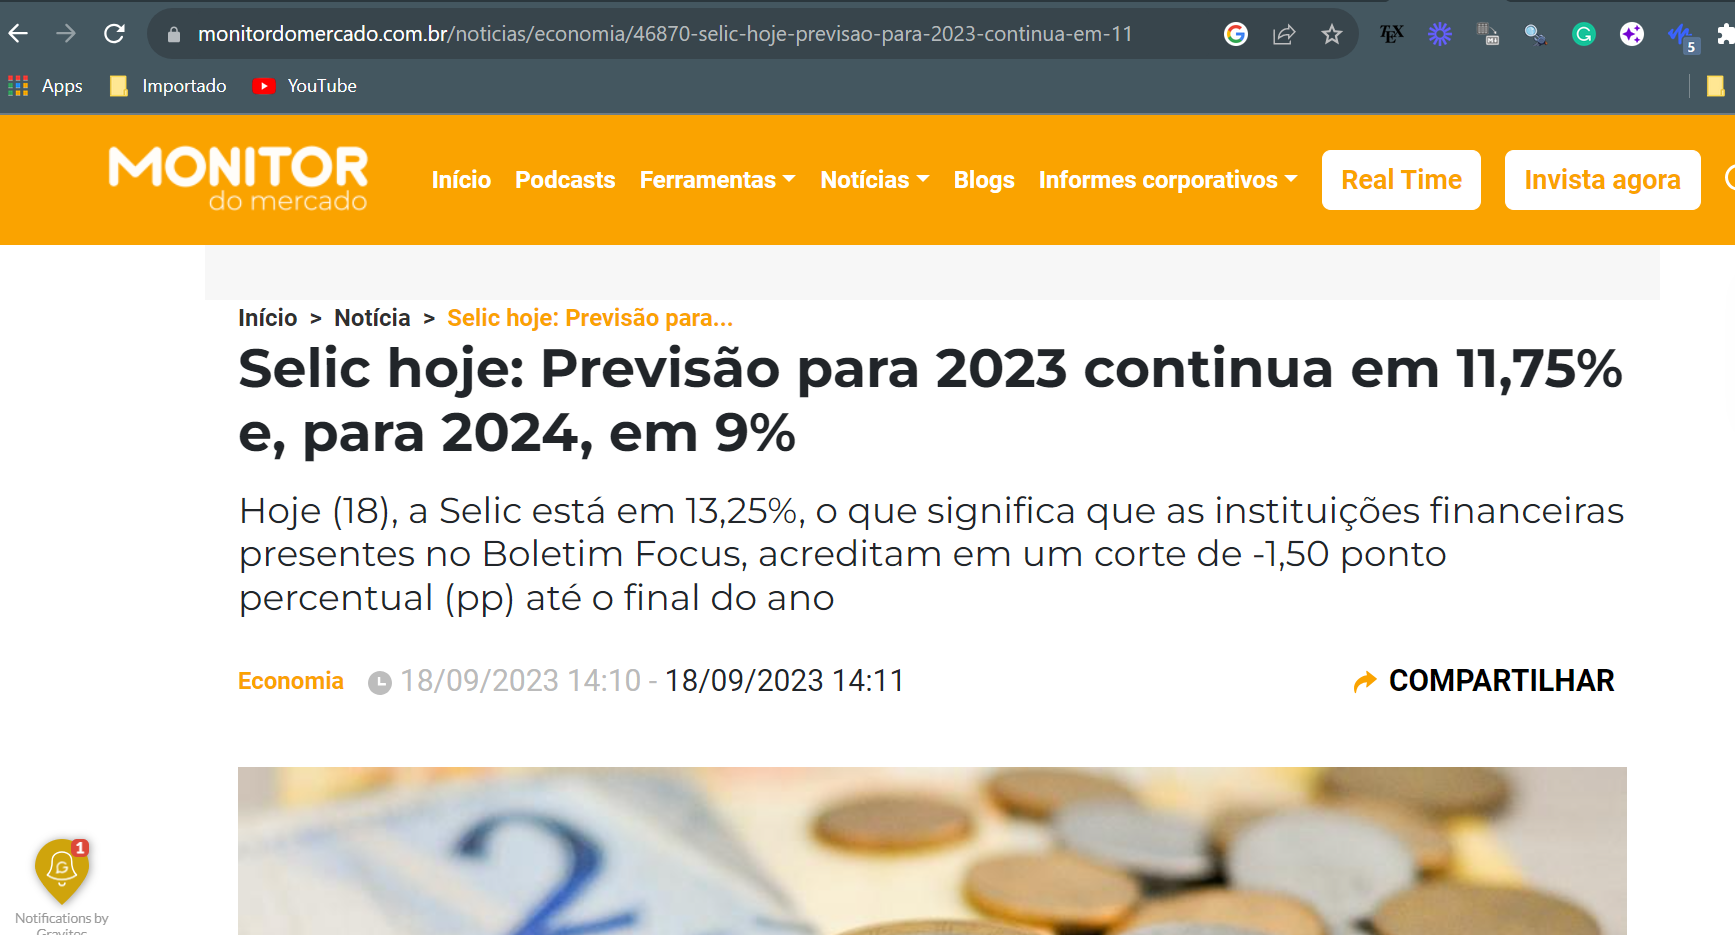 monitordomercado.com.br/noticias/economia/46870-selic-hoje-previsao-para-2023-continua-em-11
5
Apps Importado YouTube
MONITOR
do mercado
Início Podcasts Ferramentas Notícias Blogs Informes corporativos Real Time Invista agora
Início > Notícia > Selic hoje: Previsão para...
Selic hoje: Previsão para 2023 continua em 11,75%
e, para 2024, em 9%
Hoje (18), a Selic está em 13,25%, o que significa que as instituições financeiras
presentes no Boletim Focus, acreditam em um corte de -1,50 ponto
percentual (pp) até o final do ano
Economia 18/09/2023 14:10 - 18/09/2023 14:11 COMPARTILHAR
2
1
Notifications by
Gravitec